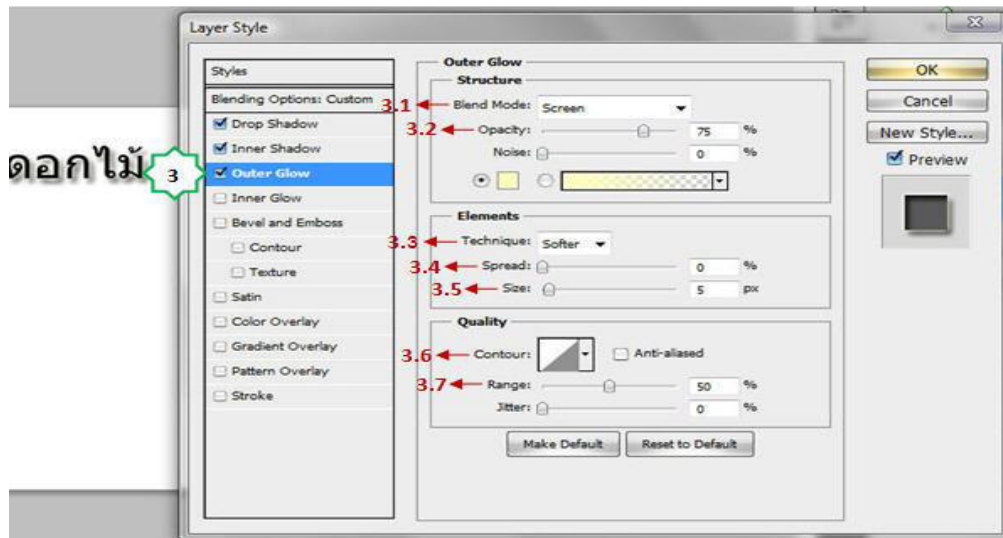 Layer Style
ดอกไม้
3
Styles
Blending Options: Custom
Drop Shadow
Inner Shadow
Outer Glow
Inner Glow
Bevel and Emboss
Contour
Texture
Satin
Color Overlay
Gradient Overlay
Pattern Overlay
Stroke
Outer Glow
Structure
3.1 Blend Mode: Screen
3.2 Opacity: 75 %
Noise: 0 %
Elements
3.3 Technique: Softer
3.4 Spread: 0 %
3.5 Size: 5 px
Quality
3.6 Contour: Anti-aliased
3.7 Range: 50 %
Jitter: 0 %
Make Default Reset to Default
OK
Cancel
New Style...
Preview